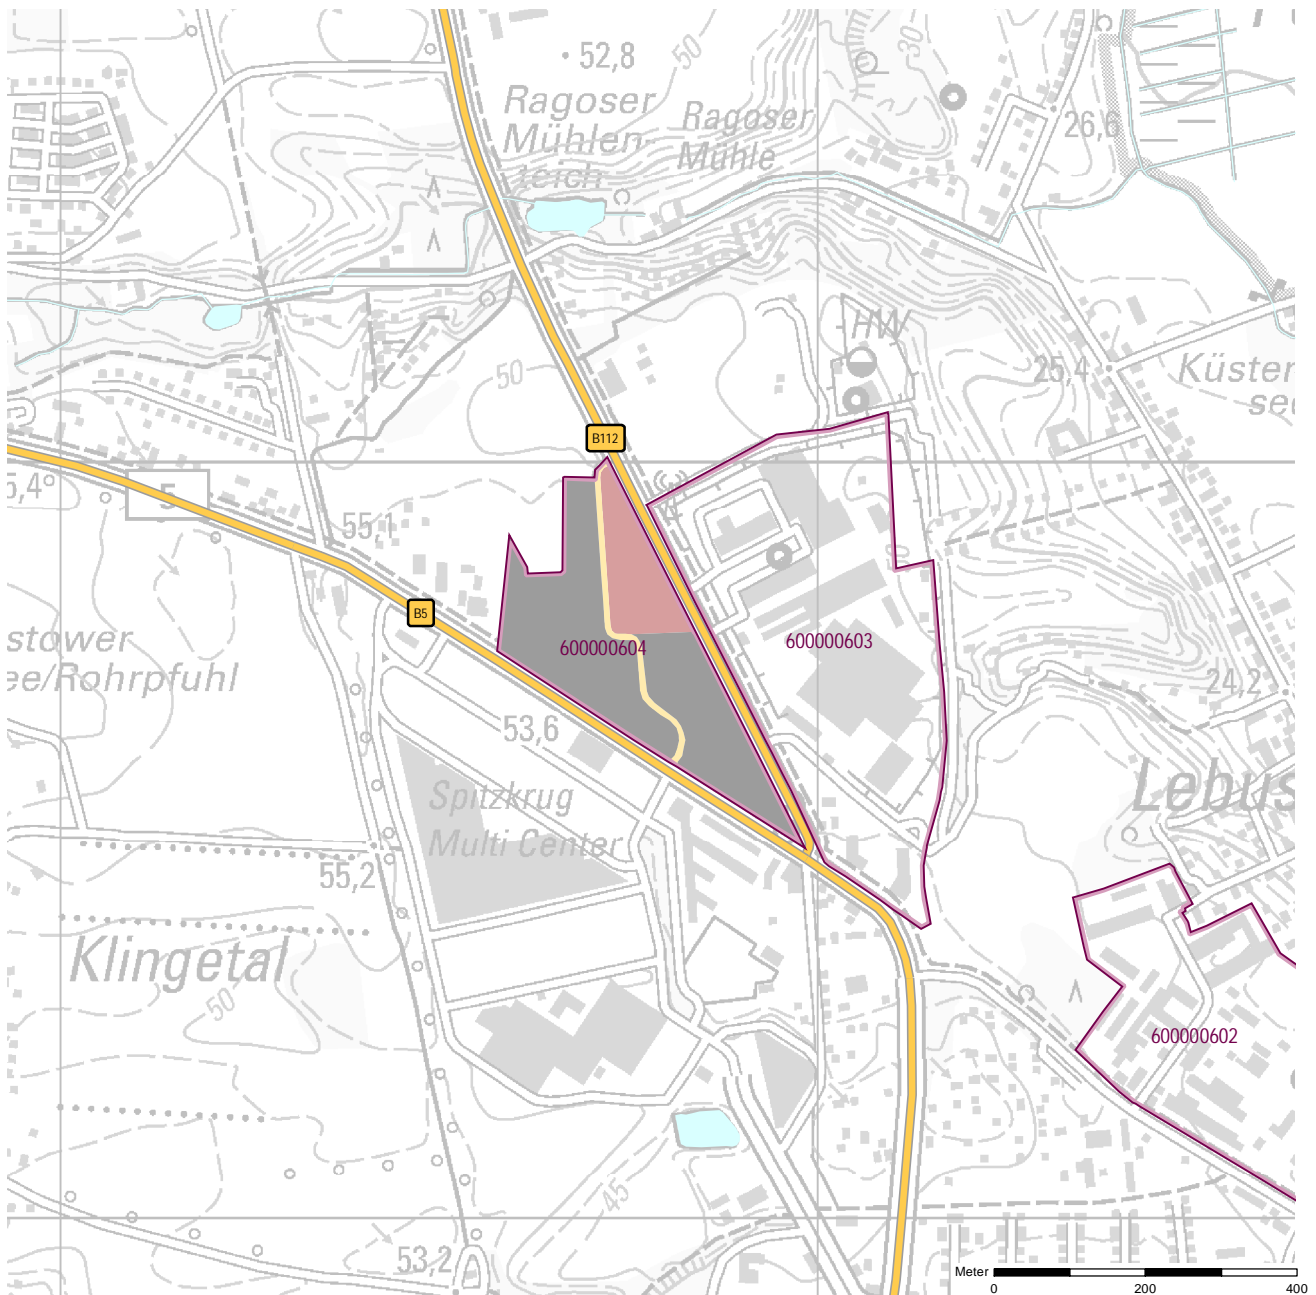 52,8
50
30
Ragoser
Mühlen-
teich
Ragoser
Mühle
26,6
HW
50
25,4
Küster
see
B112
5,4°
5
55,1
B5
600000604
600000603
stower
ee/Rohrpfuhl
24,2
53,6
Spitzkrug
Multi Center
Lebus
55,2
Klingetal
50
600000602
45
53,2
Meter
0
200
400